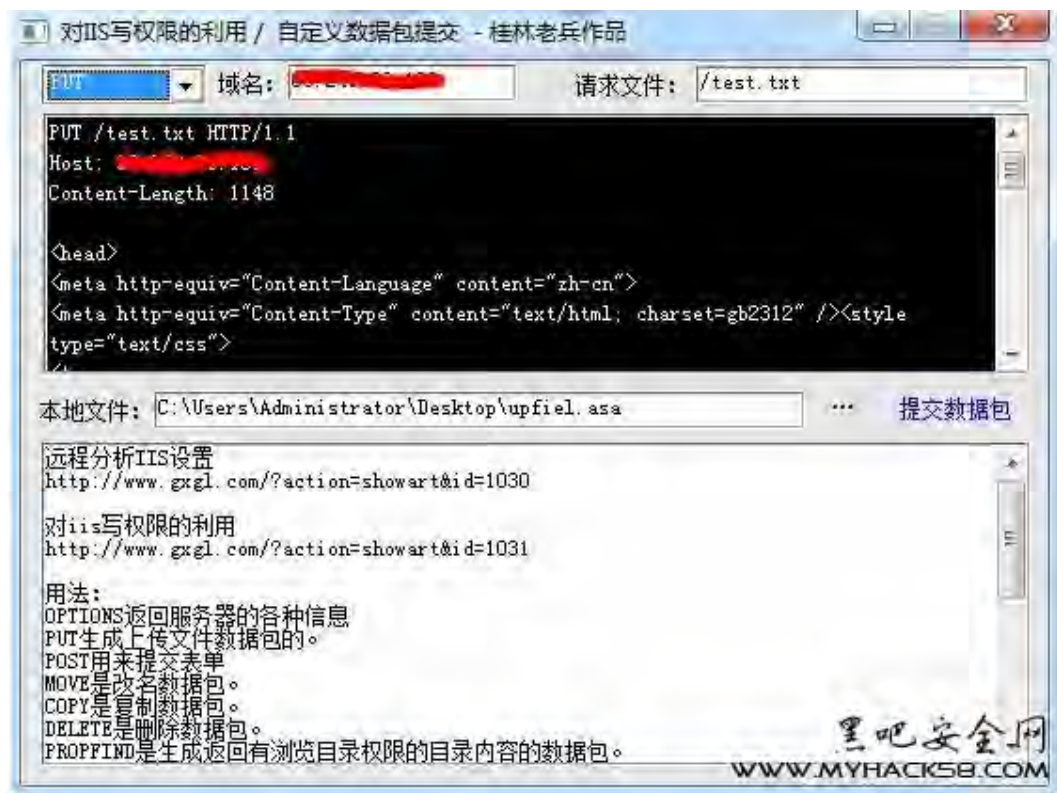 对IIS写权限的利用 / 自定义数据包提交 - 桂林老兵作品
PUT 域名: 请求文件: /test.txt
PUT /test.txt HTTP/1.1
Host:
Content-Length: 1148
<head>
<meta http-equiv="Content-Language" content="zh-cn">
<meta http-equiv="Content-Type" content="text/html; charset=gb2312" /><style
type="text/css">
本地文件: C:\Users\Administrator\Desktop\upfiel.asa ... 提交数据包
远程分析IIS设置
http://www.gxgl.com/?action=showart&id=1030
对iis写权限的利用
http://www.gxgl.com/?action=showart&id=1031
用法:
OPTIONS返回服务器的各种信息
PUT生成上传文件数据包的。
POST用来提交表单
MOVE是改名数据包。
COPY是复制数据包。
DELETE是删除数据包。
PROPFIND是生成返回有浏览目录权限的目录内容的数据包。
黑吧安全网
WWW.MYHACK58.COM